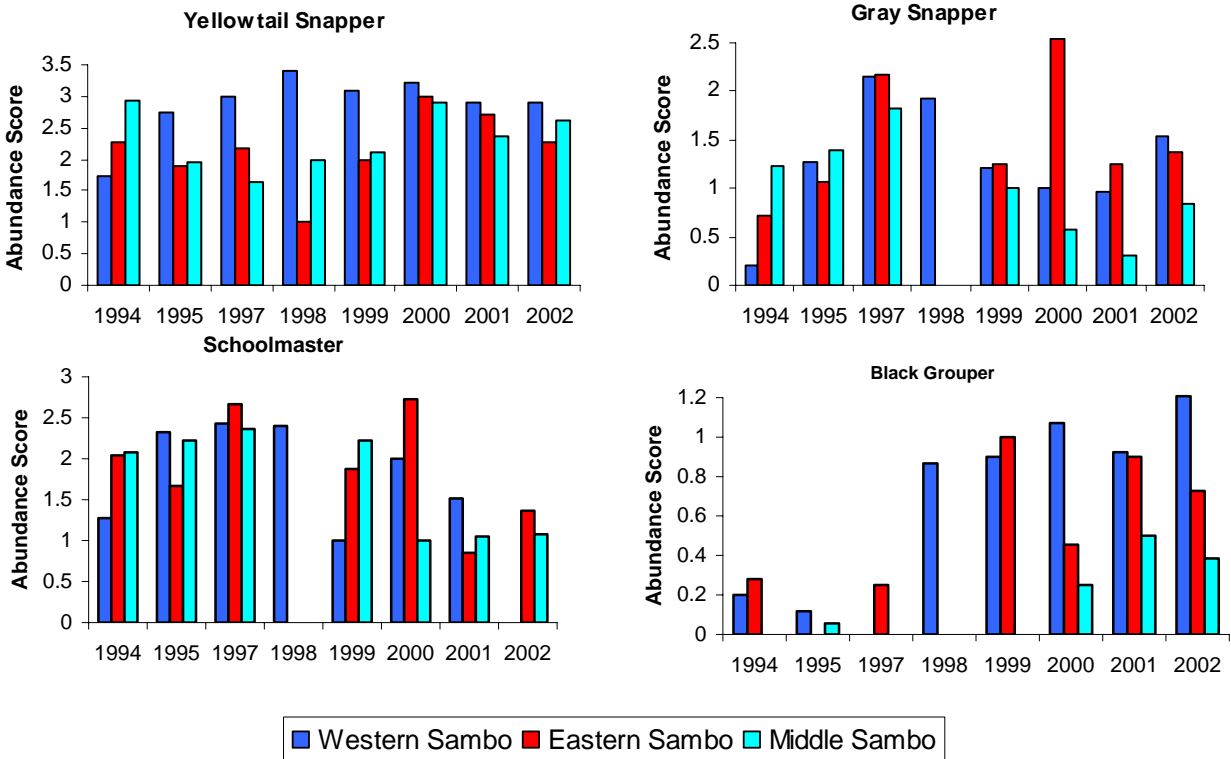 Yellowtail Snapper
Abundance Score
3.5
3
2.5
2
1.5
1
0.5
0
1994 1995 1997 1998 1999 2000 2001 2002
Gray Snapper
Abundance Score
2.5
2
1.5
1
0.5
0
1994 1995 1997 1998 1999 2000 2001 2002
Schoolmaster
Abundance Score
3
2.5
2
1.5
1
0.5
0
1994 1995 1997 1998 1999 2000 2001 2002
Black Grouper
Abundance Score
1.2
1
0.8
0.6
0.4
0.2
0
1994 1995 1997 1998 1999 2000 2001 2002
Western Sambo Eastern Sambo Middle Sambo